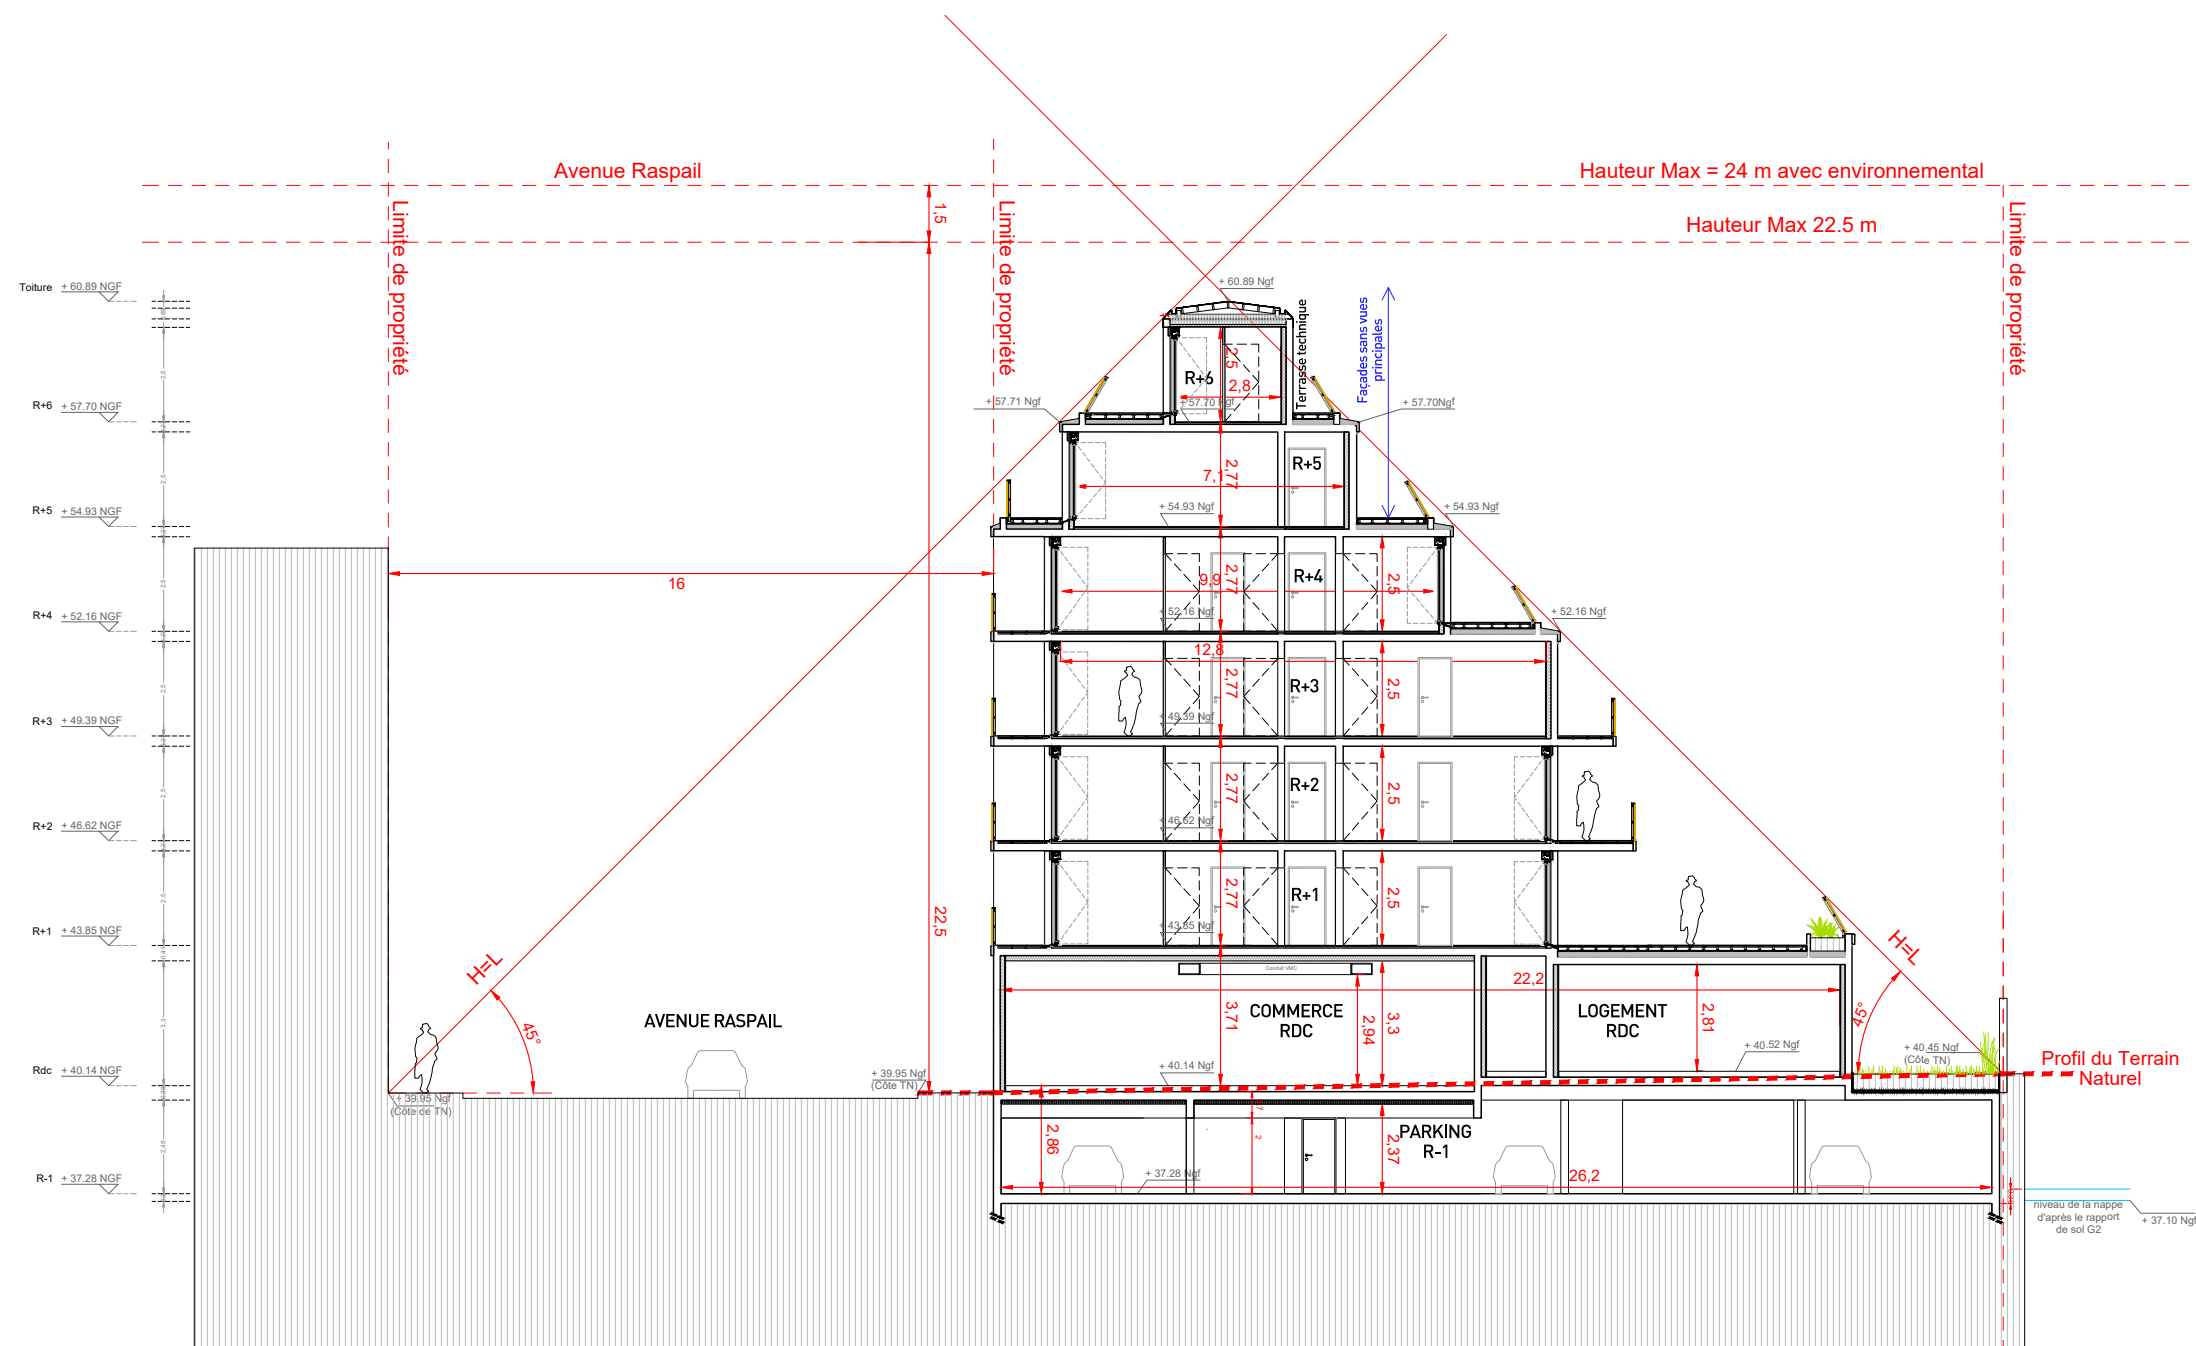 Avenue Raspail
Hauteur Max = 24 m avec environnemental
1,5
Hauteur Max 22.5 m
Limite de propriété
Limite de propriété
Limite de propriété
Toiture + 60.89 NGF
+ 60.89 Ngf
Terrasse technique
Façades sans vues
principales
2,5
R+6
2,8
R+6 + 57.70 NGF
+ 57.71 Ngf
+ 57.70 Ngf
+ 57.70Ngf
R+5
2,77
7,1
R+5 + 54.93 NGF
+ 54.93 Ngf
+ 54.93 Ngf
16
9,9
2,77
R+4
2,5
R+4 + 52.16 NGF
+ 52.16 Ngf
+ 52.16 Ngf
12,8
2,77
R+3
2,5
R+3 + 49.39 NGF
+ 49.39 Ngf
2,77
R+2
2,5
R+2 + 46.62 NGF
+ 46.62 Ngf
2,77
R+1
2,5
22,5
R+1 + 43.85 NGF
+ 43.85 Ngf
H=L
H=L
Conduit VMC
22,2
45°
45°
AVENUE RASPAIL
3,71
COMMERCE
RDC
2,94
3,3
LOGEMENT
RDC
2,81
+ 40.52 Ngf
+ 40.45 Ngf
(Côte TN)
Profil du Terrain
Naturel
Rdc + 40.14 NGF
+ 39.95 Ngf
(Côte TN)
+ 40.14 Ngf
+ 39.95 Ngf
(Côte de TN)
2,86
2
2,37
PARKING
R-1
R-1 + 37.28 NGF
+ 37.28 Ngf
26,2
niveau de la nappe
d'après le rapport
de sol G2
+ 37.10 Ngf